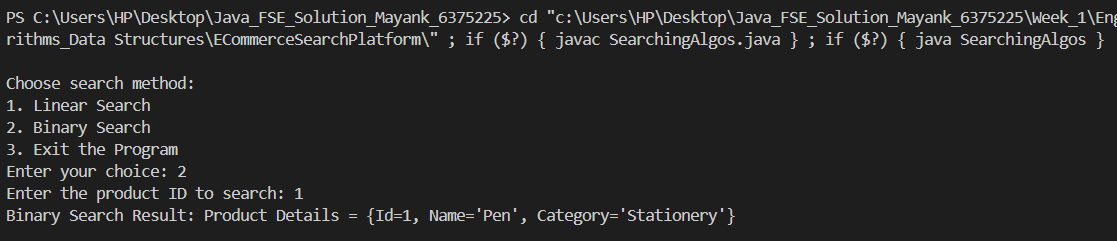 PS C:\Users\HP\Desktop\Java_FSE_Solution_Mayank_6375225> cd "c:\Users\HP\Desktop\Java_FSE_Solution_Mayank_6375225\Week_1\Eng
rithms_Data Structures\ECommerceSearchPlatform\" ; if ($?) { javac SearchingAlgos.java } ; if ($?) { java SearchingAlgos }
Choose search method:
1. Linear Search
2. Binary Search
3. Exit the Program
Enter your choice: 2
Enter the product ID to search: 1
Binary Search Result: Product Details = {Id=1, Name='Pen', Category='Stationery'}